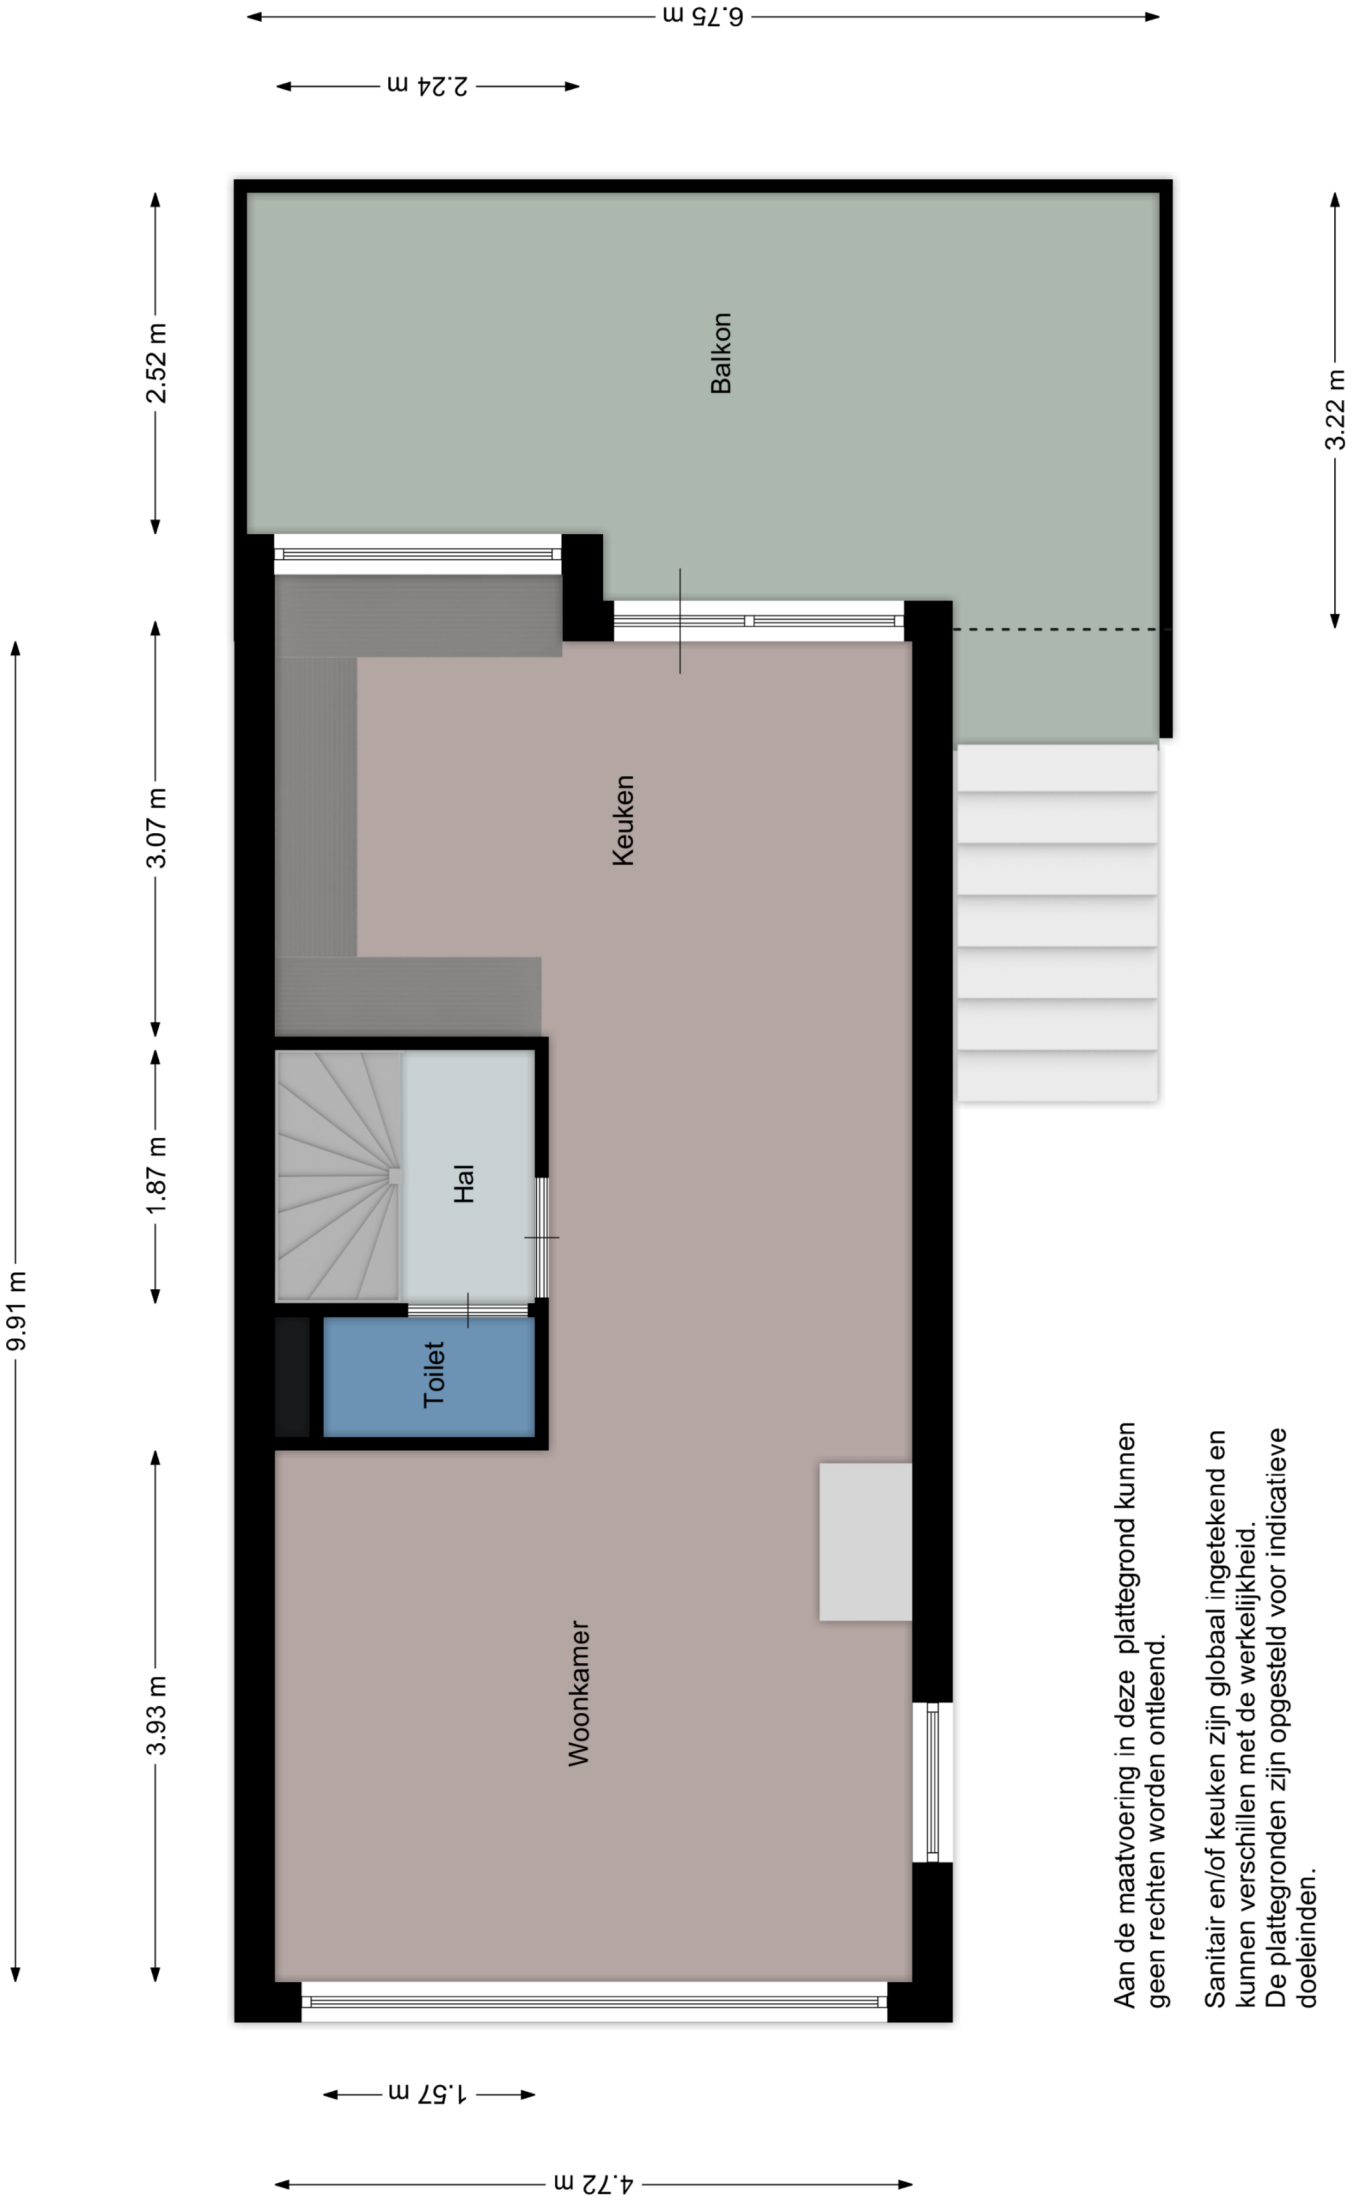 6.75 m
2.24 m
2.52 m
3.22 m
Balkon
3.07 m
Keuken
1.87 m
Hal
9.91 m
Toilet
3.93 m
Woonkamer
1.57 m
4.72 m
Aan de maatvoering in deze  plattegrond kunnen
geen rechten worden ontleend.
Sanitair en/of keuken zijn globaal ingetekend en
kunnen verschillen met de werkelijkheid.
De plattegronden zijn opgesteld voor indicatieve
doeleinden.